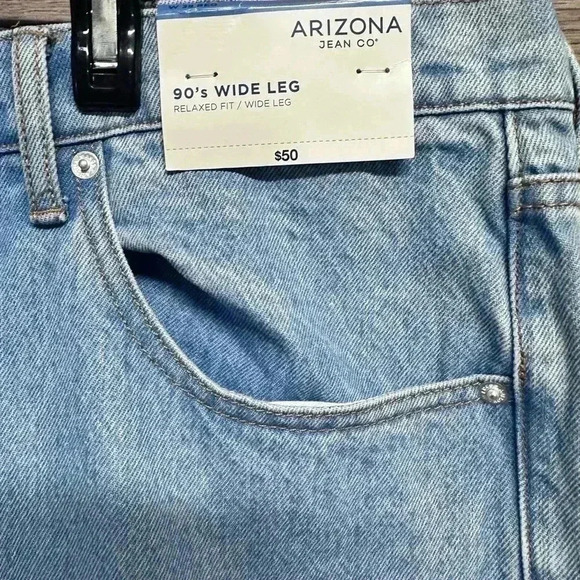 ARIZONA
JEAN CO®
90's WIDE LEG
RELAXED FIT / WIDE LEG
$50